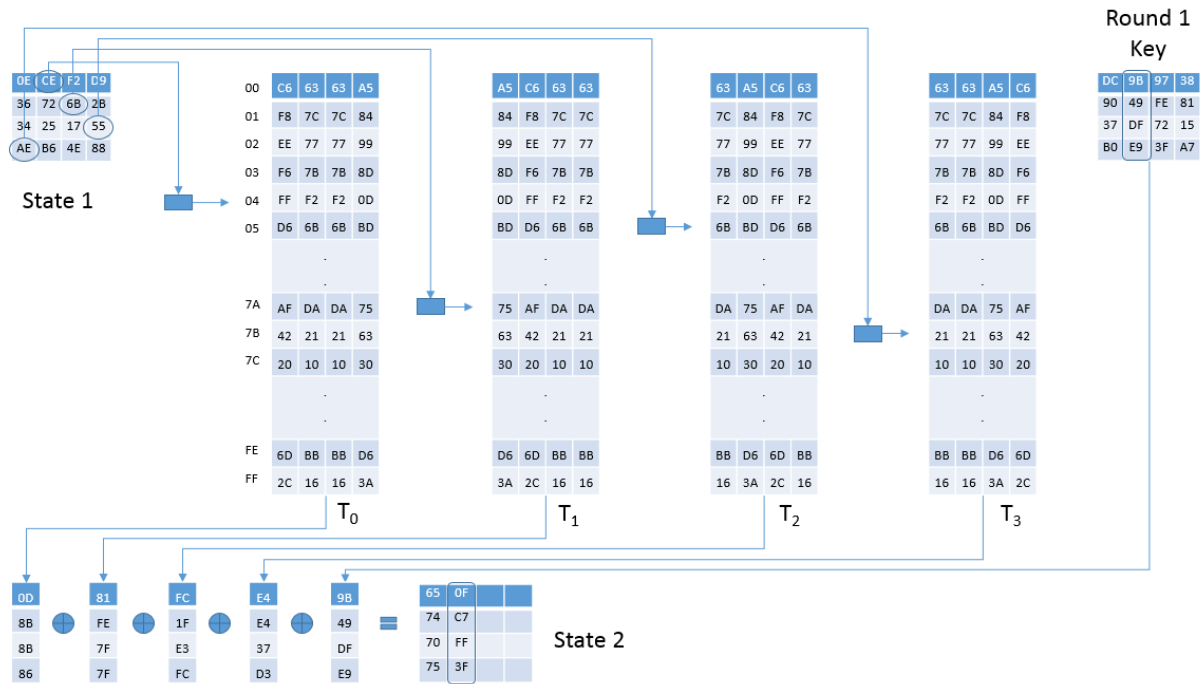 Round 1
Key
0E CE F2 D9
36 72 6B 2B
34 25 17 55
AE B6 4E 88
State 1
00 C6 63 63 A5 A5 C6 63 63 63 A5 C6 63 63 63 A5 C6
01 F8 7C 7C 84 84 F8 7C 7C 7C 84 F8 7C 7C 7C 84 F8
02 EE 77 77 99 99 EE 77 77 77 99 EE 77 77 77 99 EE
03 F6 7B 7B 8D 8D F6 7B 7B 7B 8D F6 7B 7B 7B 8D F6
04 FF F2 F2 0D 0D FF F2 F2 F2 0D FF F2 F2 F2 0D FF
05 D6 6B 6B BD BD D6 6B 6B 6B BD D6 6B 6B 6B BD D6
. . . .
. . . .
7A AF DA DA 75 75 AF DA DA DA 75 AF DA DA DA 75 AF
7B 42 21 21 63 63 42 21 21 21 63 42 21 21 21 63 42
7C 20 10 10 30 30 20 10 10 10 30 20 10 10 10 30 20
. . . .
. . . .
FE 6D BB BB D6 D6 6D BB BB BB D6 6D BB BB BB D6 6D
FF 2C 16 16 3A 3A 2C 16 16 16 3A 2C 16 16 16 3A 2C
T0 T1 T2 T3
DC 9B 97 38
90 49 FE 81
37 DF 72 15
B0 E9 3F A7
0D 81 FC E4 9B 65 0F
8B FE 1F E4 49 74 C7
8B 7F E3 37 DF 70 FF
86 7F FC D3 E9 75 3F
State 2